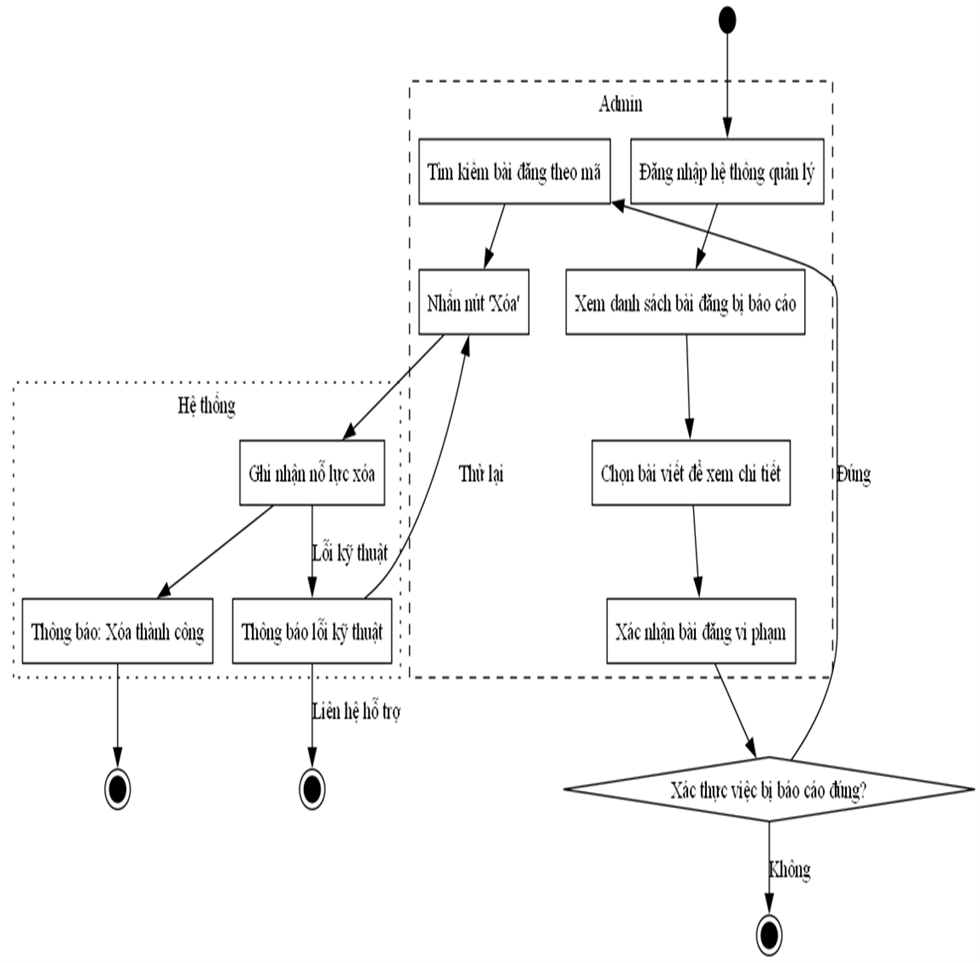 Admin
Tìm kiếm bài đăng theo mã
Đăng nhập hệ thống quản lý
Nhấn nút 'Xóa'
Xem danh sách bài đăng bị báo cáo
Hệ thống
Ghi nhận nỗ lực xóa
Thử lại
Chọn bài viết để xem chi tiết
Đúng
Lỗi kỹ thuật
Thông báo: Xóa thành công
Thông báo lỗi kỹ thuật
Xác nhận bài đăng vi phạm
Liên hệ hỗ trợ
Xác thực việc bị báo cáo đúng?
Không